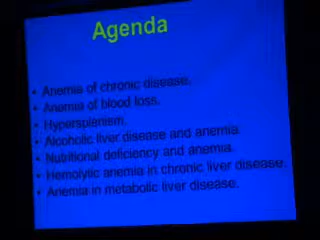 Agenda
• Anemia of chronic disease.
• Anemia of blood loss.
• Hypersplenism.
• Alcoholic liver disease and anemia.
• Nutritional deficiency and anemia.
• Hemolytic anemia in chronic liver disease.
• Anemia in metabolic liver disease.